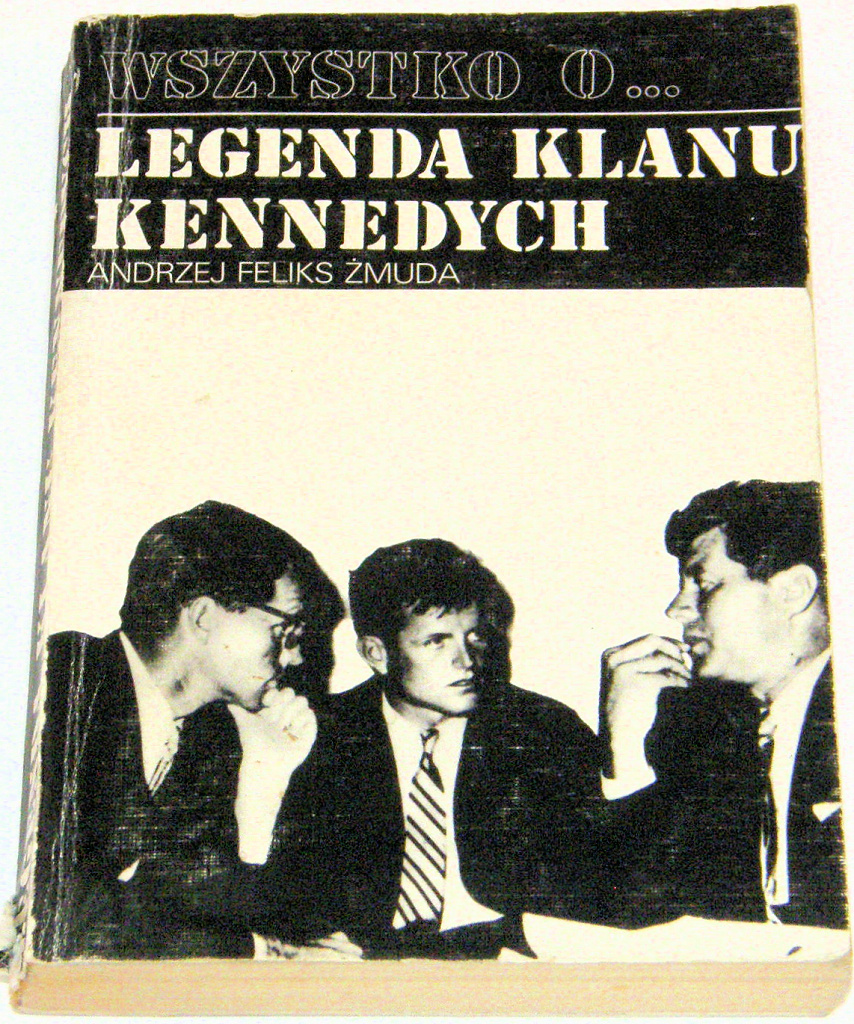 WSZYSTKO O...
LEGENDA KLANU
KENNEDYCH
ANDRZEJ FELIKS ŻMUDA